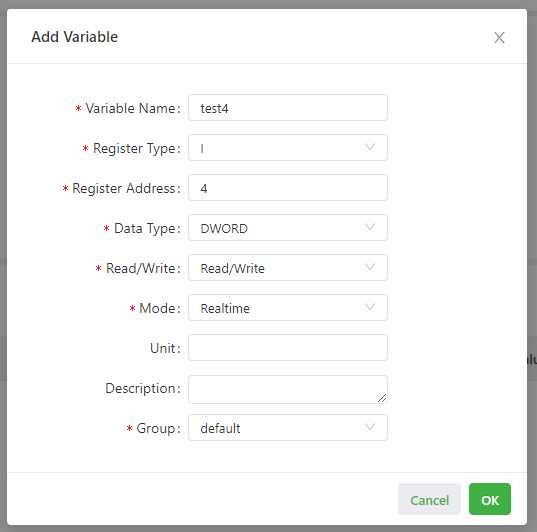 Add Variable
* Variable Name: test4
* Register Type: I
* Register Address: 4
* Data Type: DWORD
* Read/Write: Read/Write
* Mode: Realtime
Unit:
Description:
* Group: default
Cancel OK